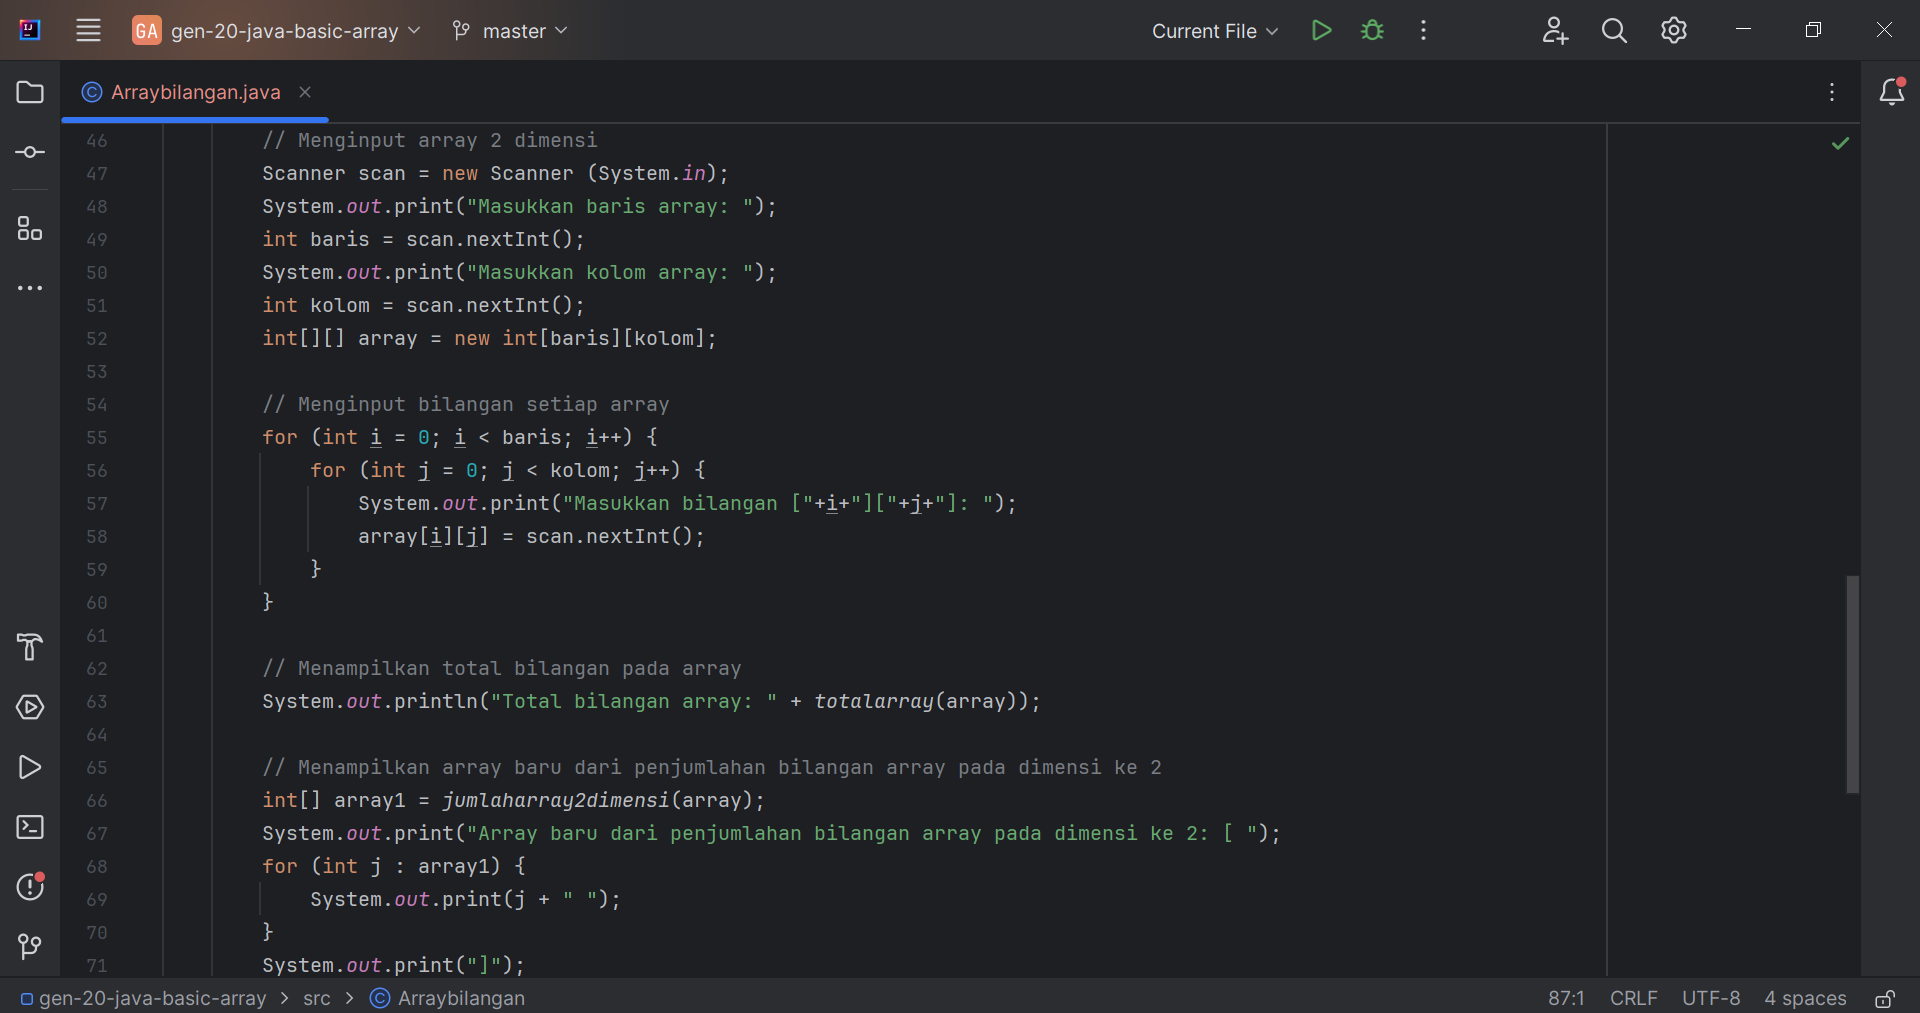 GA gen-20-java-basic-array master Current File
Arraybilangan.java
46 // Menginput array 2 dimensi
47 Scanner scan = new Scanner (System.in);
48 System.out.print("Masukkan baris array: ");
49 int baris = scan.nextInt();
50 System.out.print("Masukkan kolom array: ");
51 int kolom = scan.nextInt();
52 int[][] array = new int[baris][kolom];
53
54 // Menginput bilangan setiap array
55 for (int i = 0; i < baris; i++) {
56 for (int j = 0; j < kolom; j++) {
57 System.out.print("Masukkan bilangan ["+i+"]["+j+"]: ");
58 array[i][j] = scan.nextInt();
59 }
60 }
61
62 // Menampilkan total bilangan pada array
63 System.out.println("Total bilangan array: " + totalarray(array));
64
65 // Menampilkan array baru dari penjumlahan bilangan array pada dimensi ke 2
66 int[] array1 = jumlaharray2dimensi(array);
67 System.out.print("Array baru dari penjumlahan bilangan array pada dimensi ke 2: [ ");
68 for (int j : array1) {
69 System.out.print(j + " ");
70 }
71 System.out.print("]");
gen-20-java-basic-array > src > Arraybilangan 87:1 CRLF UTF-8 4 spaces